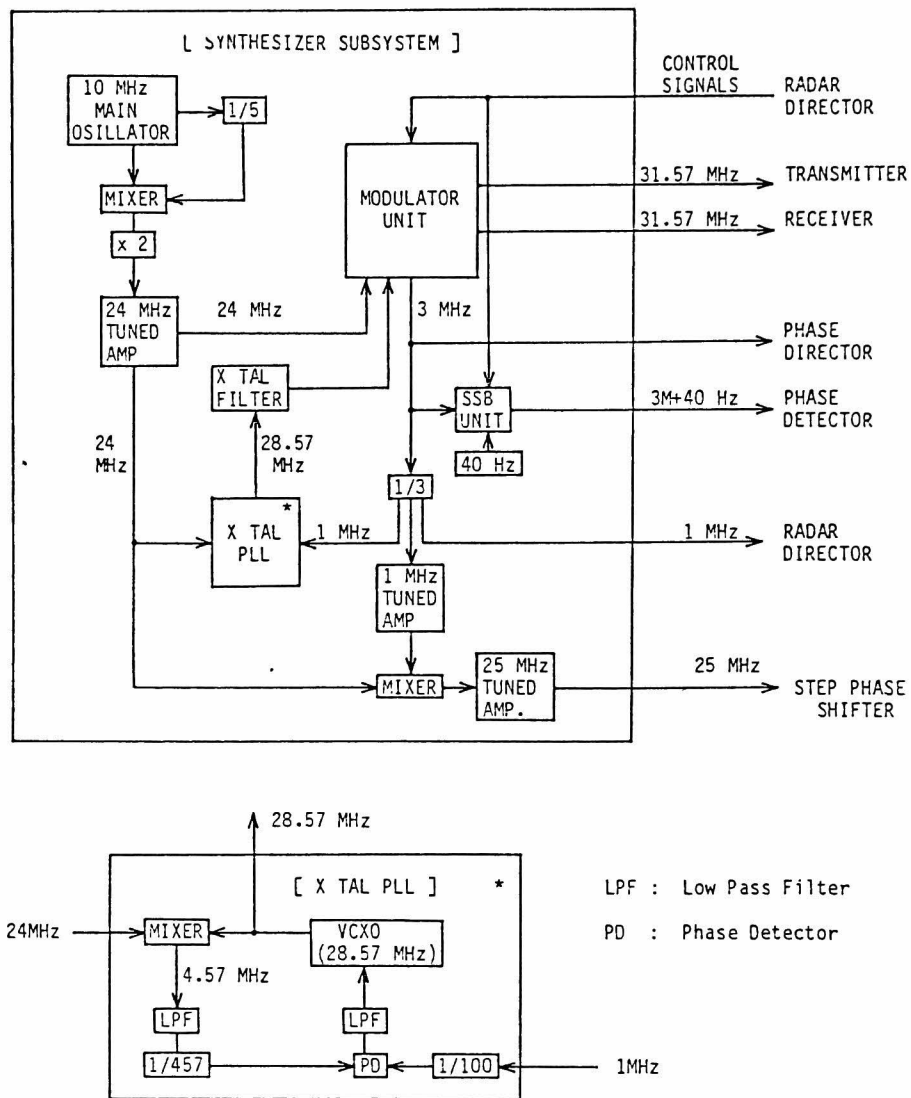 [ SYNTHESIZER SUBSYSTEM ]
10 MHz
MAIN
OSILLATOR
1/5
MIXER
x 2
24 MHz
TUNED
AMP
24 MHz
MODULATOR
UNIT
CONTROL
SIGNALS
RADAR
DIRECTOR
31.57 MHz
TRANSMITTER
31.57 MHz
RECEIVER
3 MHz
PHASE
DIRECTOR
X TAL
FILTER
SSB
UNIT
3M+40 Hz
PHASE
DETECTOR
40 Hz
24
MHz
28.57
MHz
1/3
X TAL
PLL
*
1 MHz
1 MHz
RADAR
DIRECTOR
1 MHz
TUNED
AMP
MIXER
25 MHz
TUNED
AMP.
25 MHz
STEP PHASE
SHIFTER
28.57 MHz
[ X TAL PLL ] *
24MHz
MIXER
VCXO
(28.57 MHz)
4.57 MHz
LPF
LPF
1/457
PD
1/100
1MHz
LPF : Low Pass Filter
PD : Phase Detector